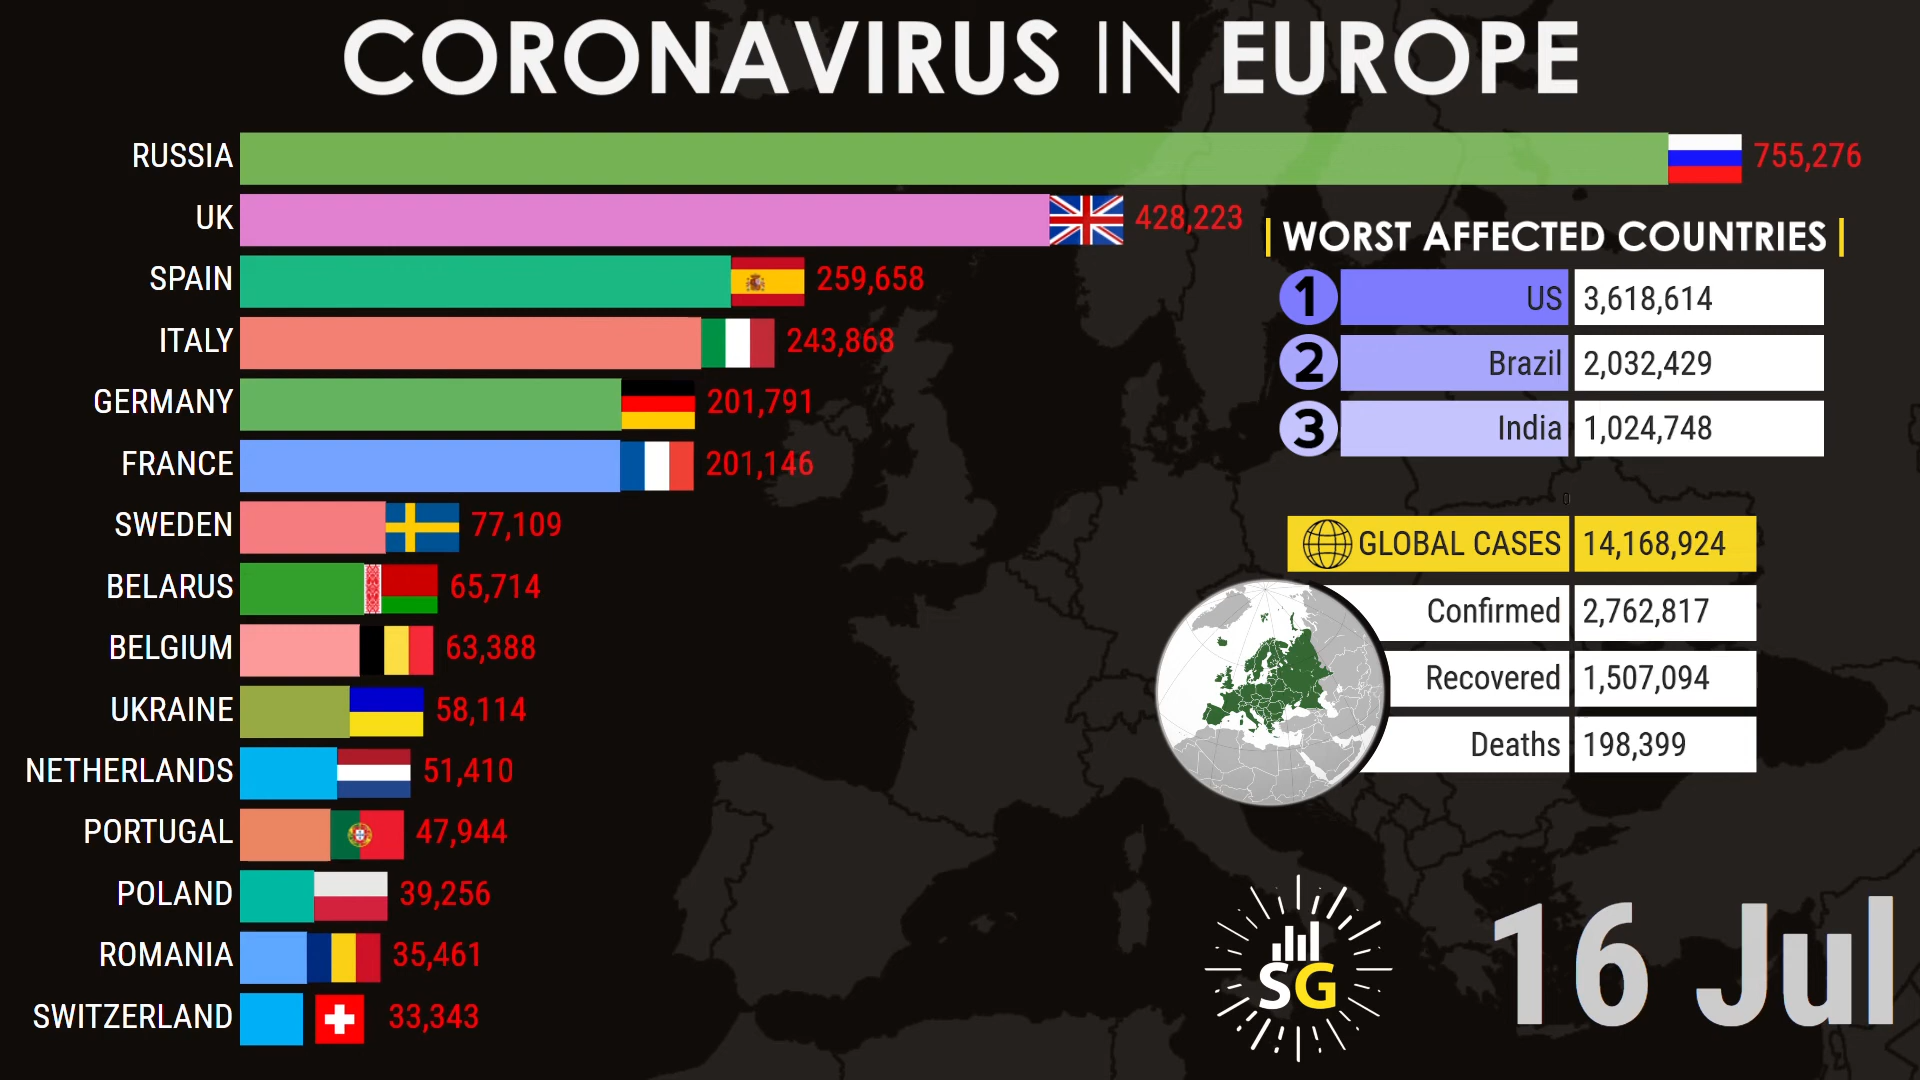 CORONAVIRUS IN EUROPE
RUSSIA 755,276
UK 428,223
SPAIN 259,658
ITALY 243,868
GERMANY 201,791
FRANCE 201,146
SWEDEN 77,109
BELARUS 65,714
BELGIUM 63,388
UKRAINE 58,114
NETHERLANDS 51,410
PORTUGAL 47,944
POLAND 39,256
ROMANIA 35,461
SWITZERLAND 33,343
| WORST AFFECTED COUNTRIES |
1 US 3,618,614
2 Brazil 2,032,429
3 India 1,024,748
0
GLOBAL CASES 14,168,924
Confirmed 2,762,817
Recovered 1,507,094
Deaths 198,399
SG
16 Jul